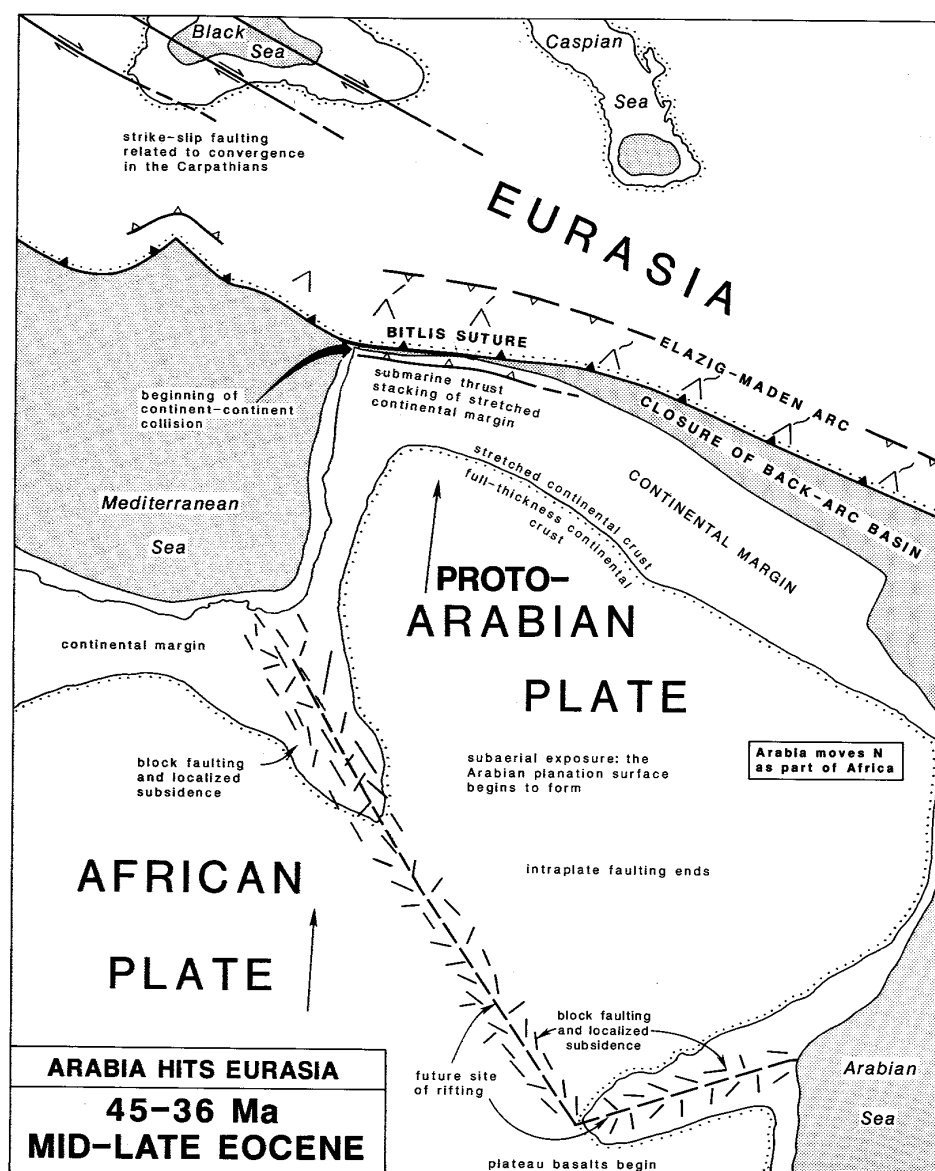 Black
Sea
Caspian
Sea
strike-slip faulting
related to convergence
in the Carpathians
EURASIA
BITLIS SUTURE
ELAZIG-MADEN ARC
beginning of
continent-continent
collision
submarine thrust
stacking of stretched
continental margin
CLOSURE OF BACK-ARC BASIN
stretched continental crust
full-thickness continental
crust
CONTINENTAL MARGIN
Mediterranean
Sea
PROTO-
ARABIAN
PLATE
continental margin
block faulting
and localized
subsidence
subaerial exposure: the
Arabian planation surface
begins to form
Arabia moves N
as part of Africa
intraplate faulting ends
AFRICAN
PLATE
block faulting
and localized
subsidence
future site
of rifting
Arabian
Sea
plateau basalts begin
ARABIA HITS EURASIA
45-36 Ma
MID-LATE EOCENE